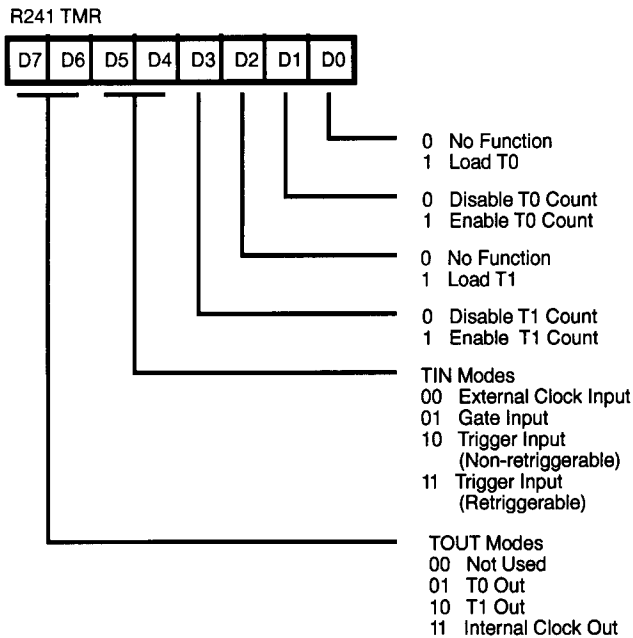 R241 TMR
D7 D6 D5 D4 D3 D2 D1 D0
0 No Function
1 Load T0
0 Disable T0 Count
1 Enable T0 Count
0 No Function
1 Load T1
0 Disable T1 Count
1 Enable T1 Count
TIN Modes
00 External Clock Input
01 Gate Input
10 Trigger Input
(Non-retriggerable)
11 Trigger Input
(Retriggerable)
TOUT Modes
00 Not Used
01 T0 Out
10 T1 Out
11 Internal Clock Out